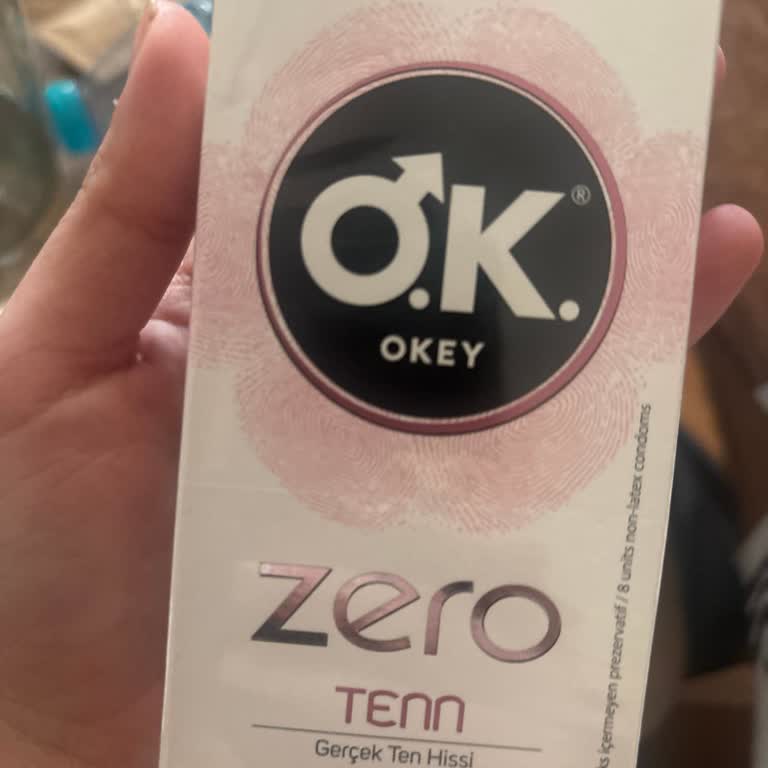 O.K.®
OKEY
zero
TENN
Gerçek Ten Hissi
içermeyen prezervatif / 8 units non-latex condoms